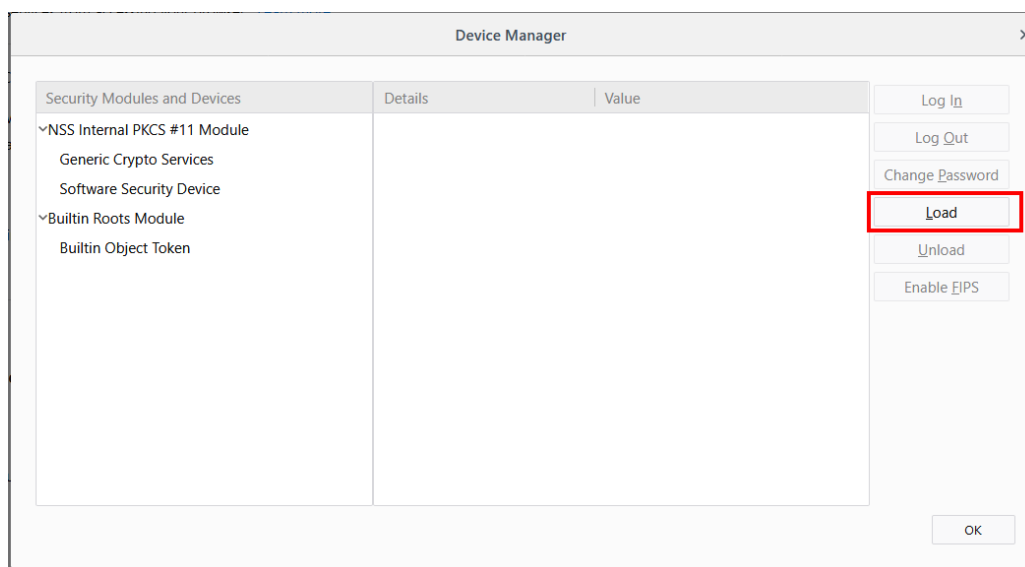 Device Manager
Security Modules and Devices
Details
Value
NSS Internal PKCS #11 Module
Generic Crypto Services
Software Security Device
Builtin Roots Module
Builtin Object Token
Log In
Log Out
Change Password
Load
Unload
Enable FIPS
OK